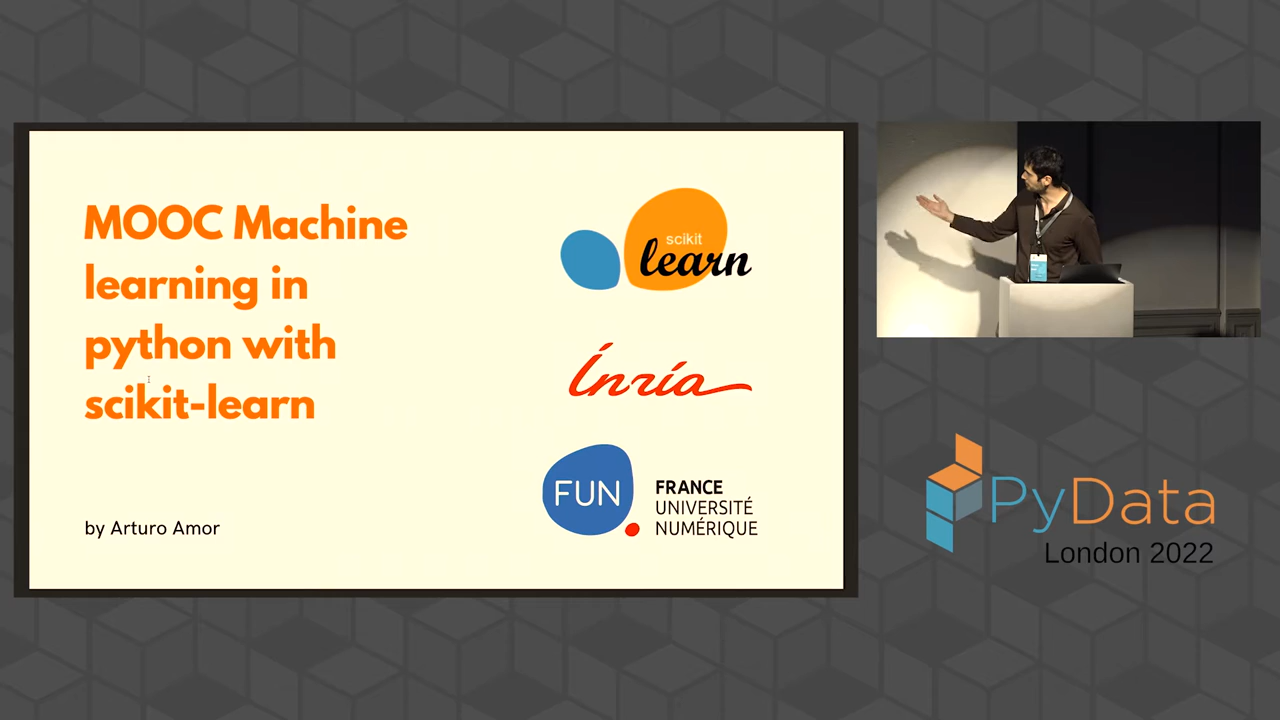 MOOC Machine
learning in
python with
scikit-learn
by Arturo Amor
scikit
learn
Inria
FUN
FRANCE
UNIVERSITÉ
NUMÉRIQUE
PyData
London 2022